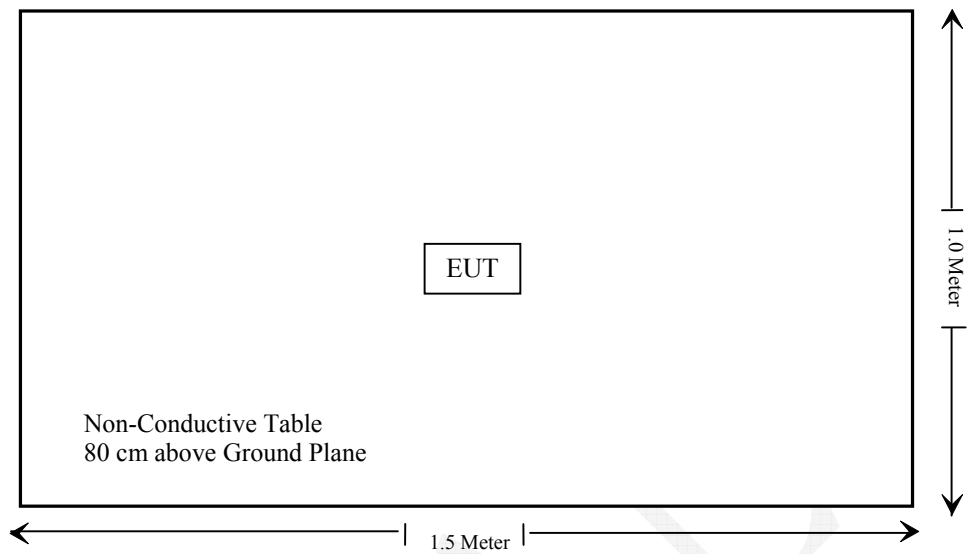 EUT
1.0 Meter
Non-Conductive Table
80 cm above Ground Plane
1.5 Meter